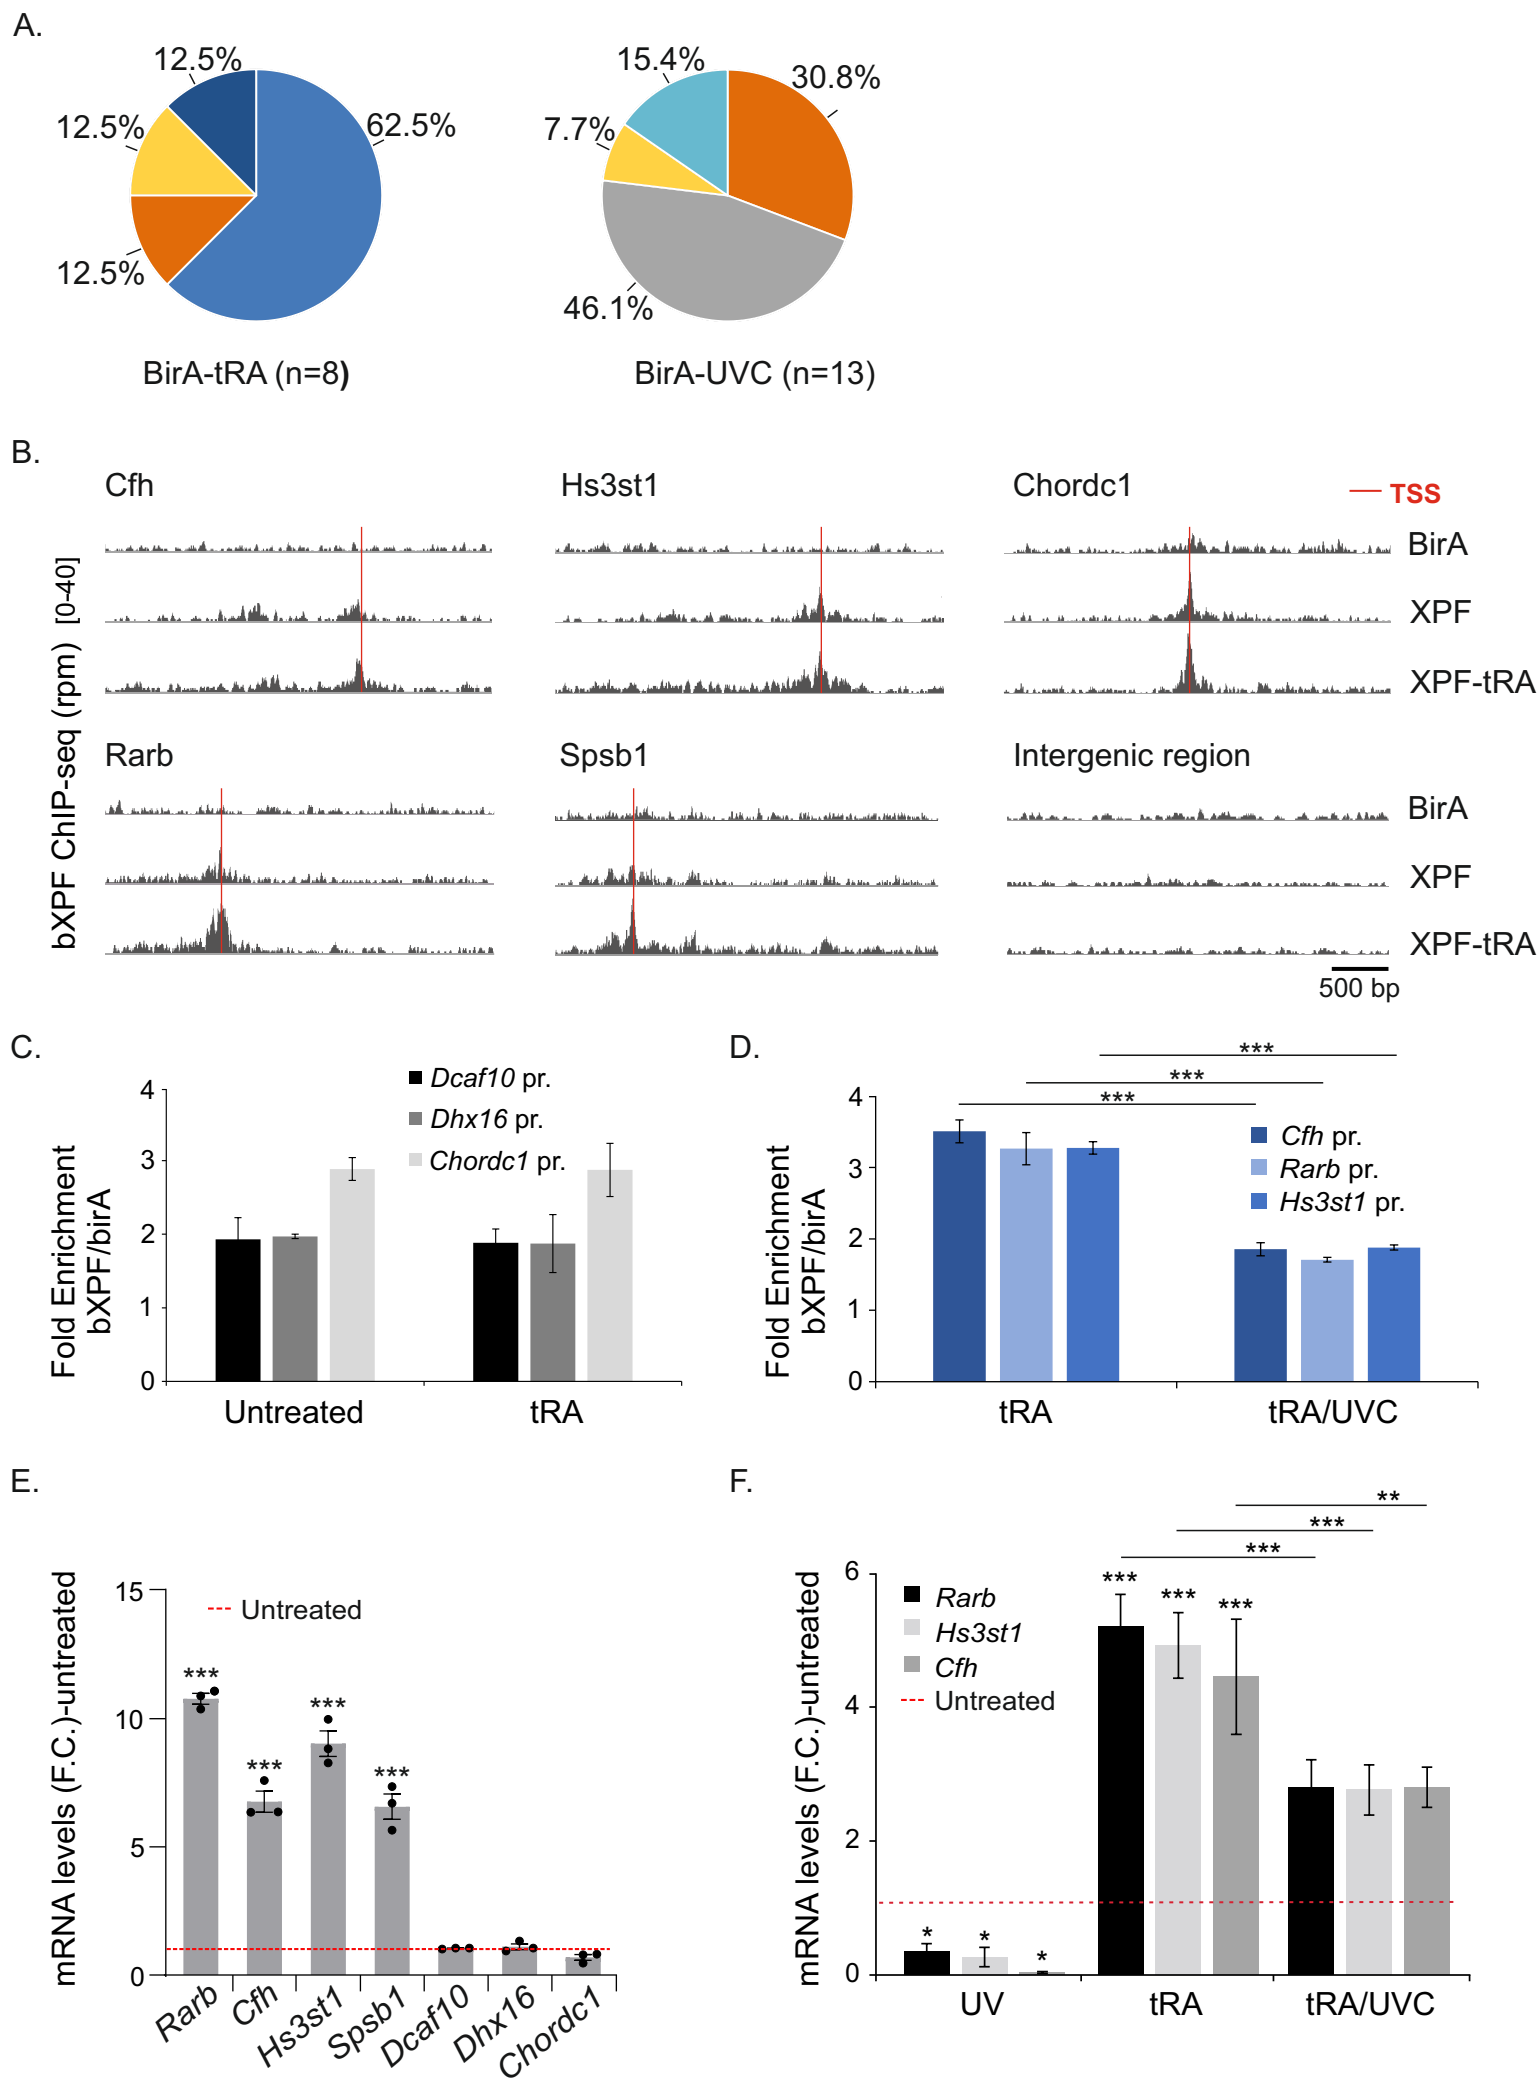 A.
12.5%
62.5%
12.5%
12.5%
BirA-tRA (n=8)
15.4%
30.8%
7.7%
46.1%
BirA-UVC (n=13)
B.
bXPF ChIP-seq (rpm) [0-40]
Cfh
Hs3st1
Chordc1
TSS
BirA
XPF
XPF-tRA
Rarb
Spsb1
Intergenic region
BirA
XPF
XPF-tRA
500 bp
C.
Fold Enrichment
bXPF/birA
4
3
2
1
0
Dcaf10 pr.
Dhx16 pr.
Chordc1 pr.
Untreated
tRA
D.
Fold Enrichment
bXPF/birA
4
3
2
1
0
***
***
***
Cfh pr.
Rarb pr.
Hs3st1 pr.
tRA
tRA/UVC
E.
mRNA levels (F.C.)-untreated
15
10
5
0
Untreated
***
***
***
***
Rarb
Cfh
Hs3st1
Spsb1
Dcaf10
Dhx16
Chordc1
F.
mRNA levels (F.C.)-untreated
6
4
2
0
**
***
***
Rarb
Hs3st1
Cfh
Untreated
***
***
***
*
*
*
UV
tRA
tRA/UVC